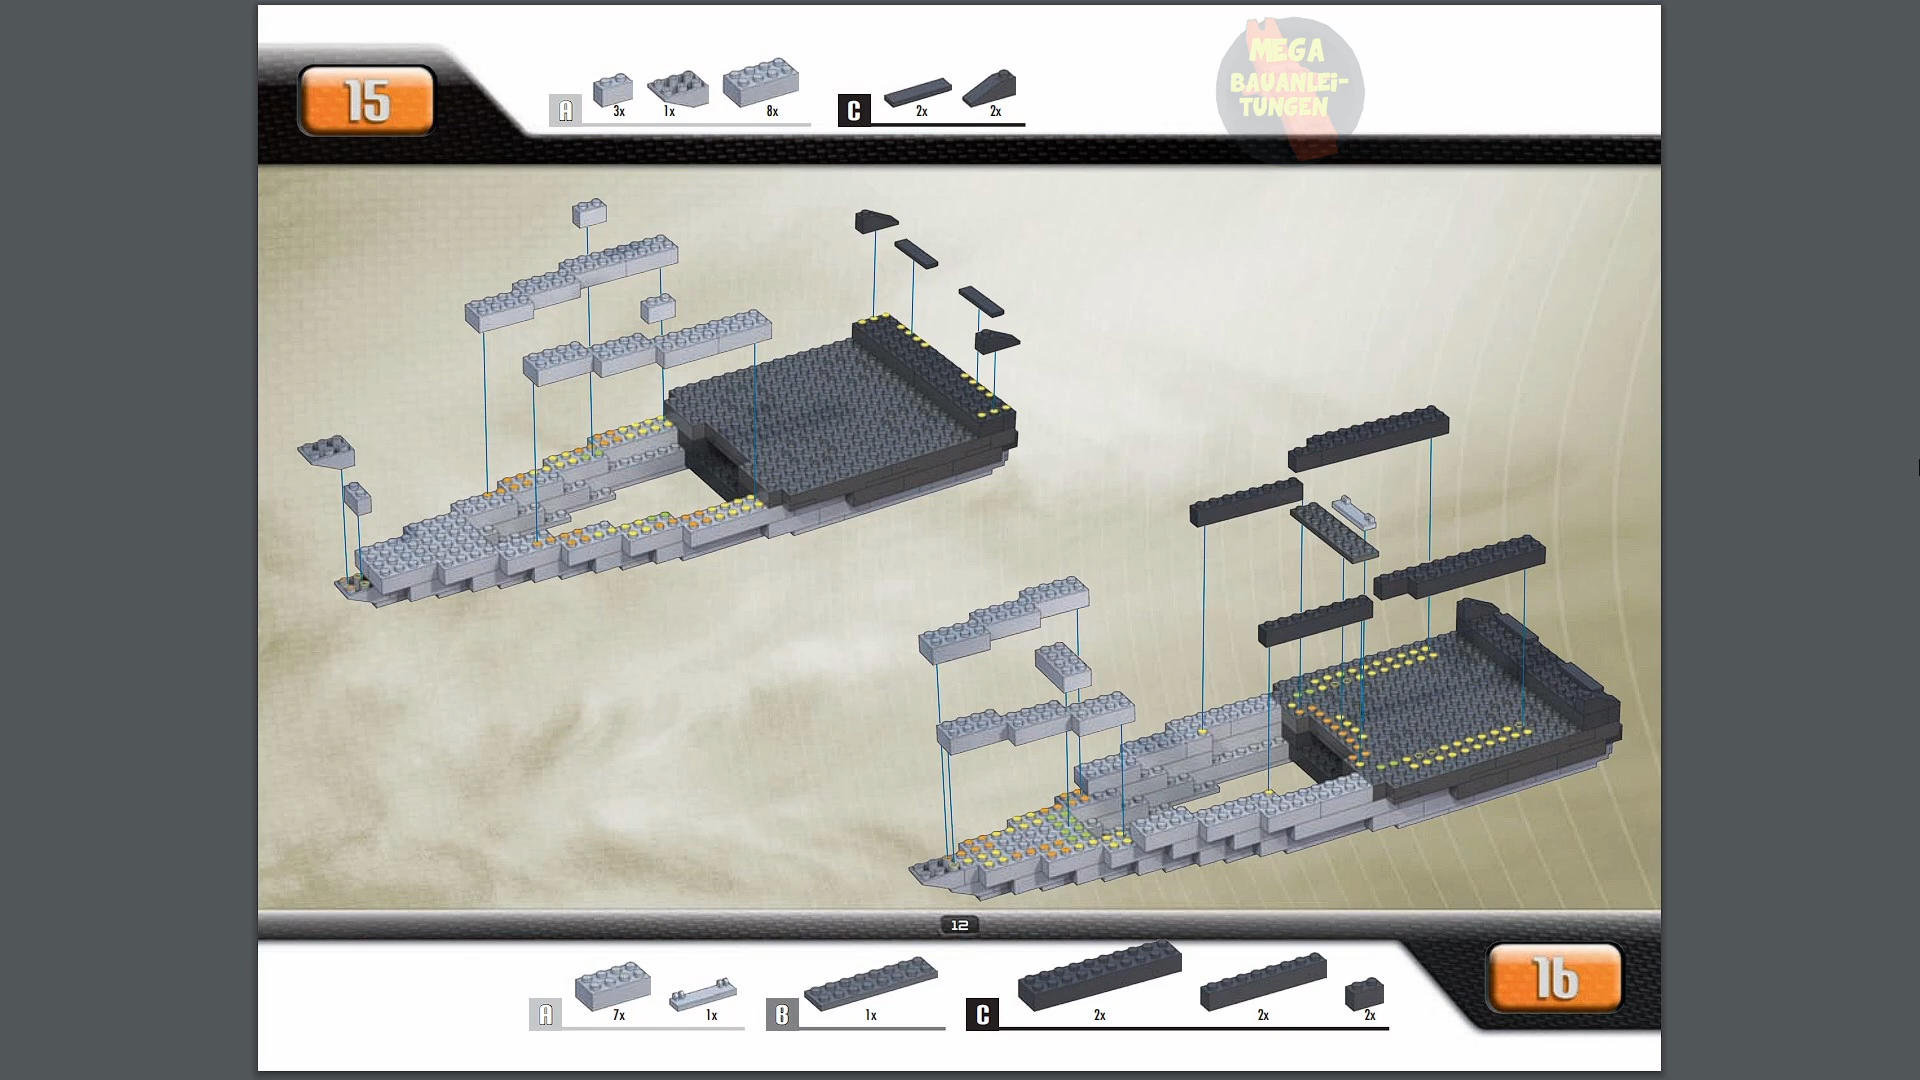 15
A 3x 1x 8x
C 2x 2x
MEGA
BAUANLEi-
TUNGEN
12
A 7x 1x
B 1x
C 2x 2x 2x
16